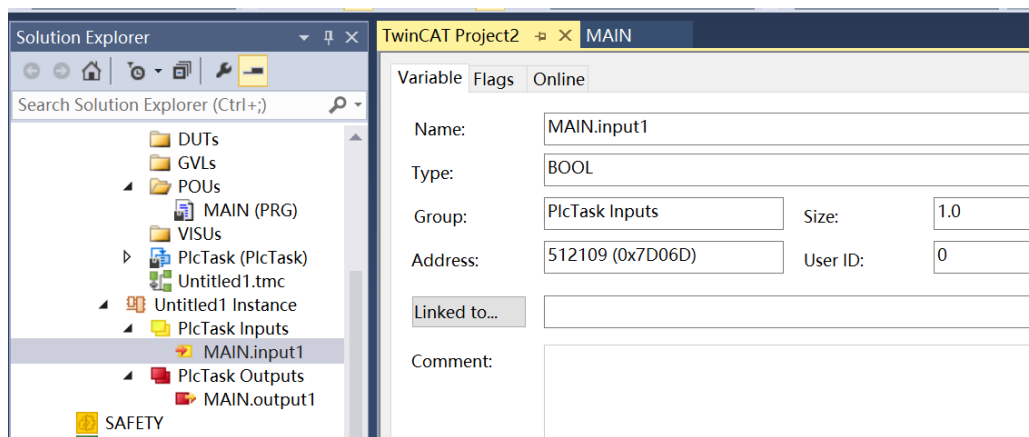 Solution Explorer
Search Solution Explorer (Ctrl+;)
DUTs
GVLs
POUs
MAIN (PRG)
VISUs
PlcTask (PlcTask)
Untitled1.tmc
Untitled1 Instance
PlcTask Inputs
MAIN.input1
PlcTask Outputs
MAIN.output1
SAFETY
TwinCAT Project2
MAIN
Variable Flags Online
Name: MAIN.input1
Type: BOOL
Group: PlcTask Inputs Size: 1.0
Address: 512109 (0x7D06D) User ID: 0
Linked to...
Comment: